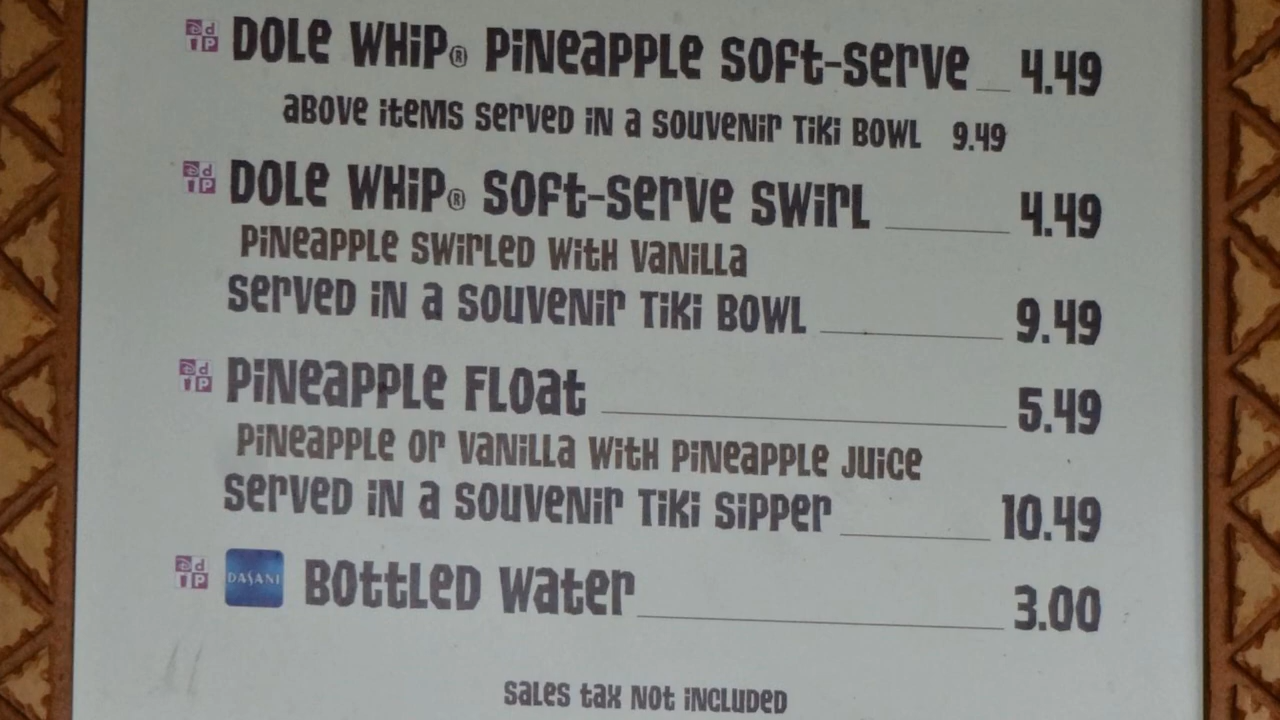 DOLE WHIP® PINEAPPLE SOFT-SERVE 4.49
ABOVE ITEMS SERVED IN A SOUVENIR TIKI BOWL 9.49
DOLE WHIP® SOFT-SERVE SWIRL 4.49
PINEAPPLE SWIRLED WITH VANILLA
SERVED IN A SOUVENIR TIKI BOWL 9.49
PINEAPPLE FLOAT 5.49
PINEAPPLE OR VANILLA WITH PINEAPPLE JUICE
SERVED IN A SOUVENIR TIKI SIPPER 10.49
DASANI BOTTLED WATER 3.00
SALES TAX NOT INCLUDED